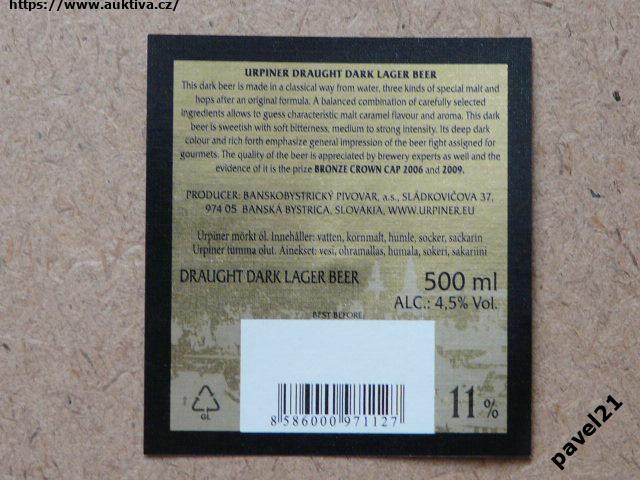 https://www.auktiva.cz/
URPINER DRAUGHT DARK LAGER BEER
This dark beer is made in a classical way from water, three kinds of special malt and
hops after an original formula. A balanced combination of carefully selected
ingredients allows to guess characteristic malt caramel flavour and aroma. This dark
beer is sweetish with soft bitterness, medium to strong intensity. Its deep dark
colour and rich forth emphasize general impression of the beer fight assigned for
gourmets. The quality of the beer is appreciated by brewery experts as well and the
evidence of it is the prize BRONZE CROWN CAP 2006 and 2009.
PRODUCER: BANSKOBYSTRICKÝ PIVOVAR, a.s., SLÁDKOVIČOVA 37,
974 05 BANSKÁ BYSTRICA, SLOVAKIA, WWW.URPINER.EU
Urpiner mörkt öl. Innehåller: vatten, kornmalt, humle, socker, sackarin
Urpiner tumma olut. Ainekset: vesi, ohramallas, humala, sokeri, sakariini
DRAUGHT DARK LAGER BEER
500 ml
ALC.: 4,5% Vol.
BEST BEFORE:
GL
8 586000 971127
11%
pavel21